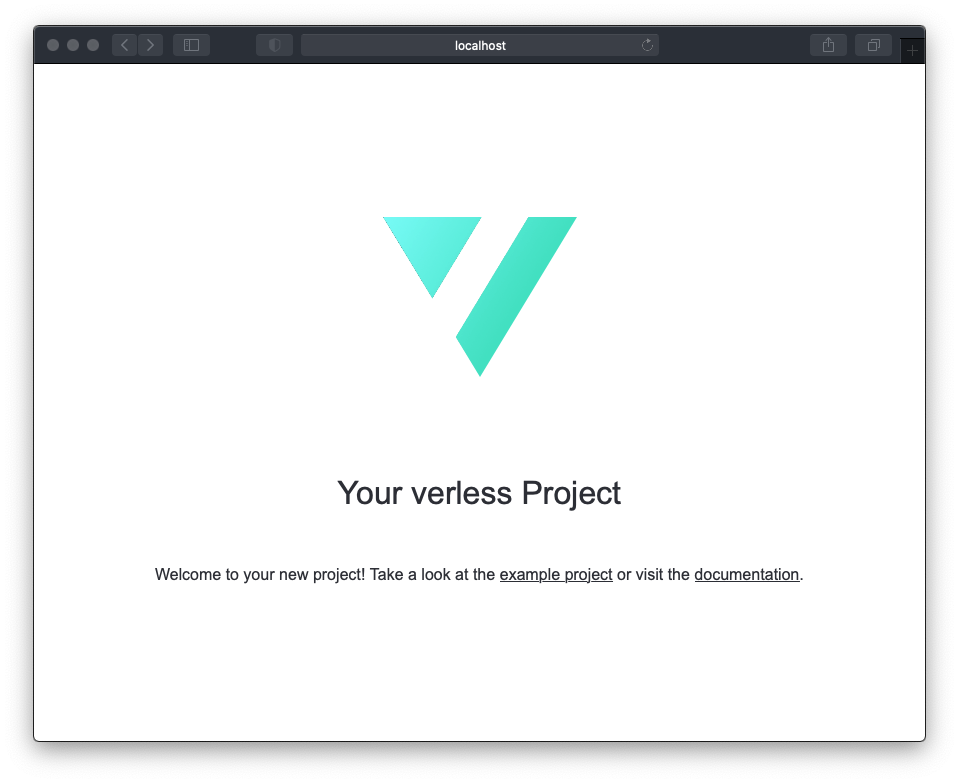 localhost
Your verless Project
Welcome to your new project! Take a look at the example project or visit the documentation.